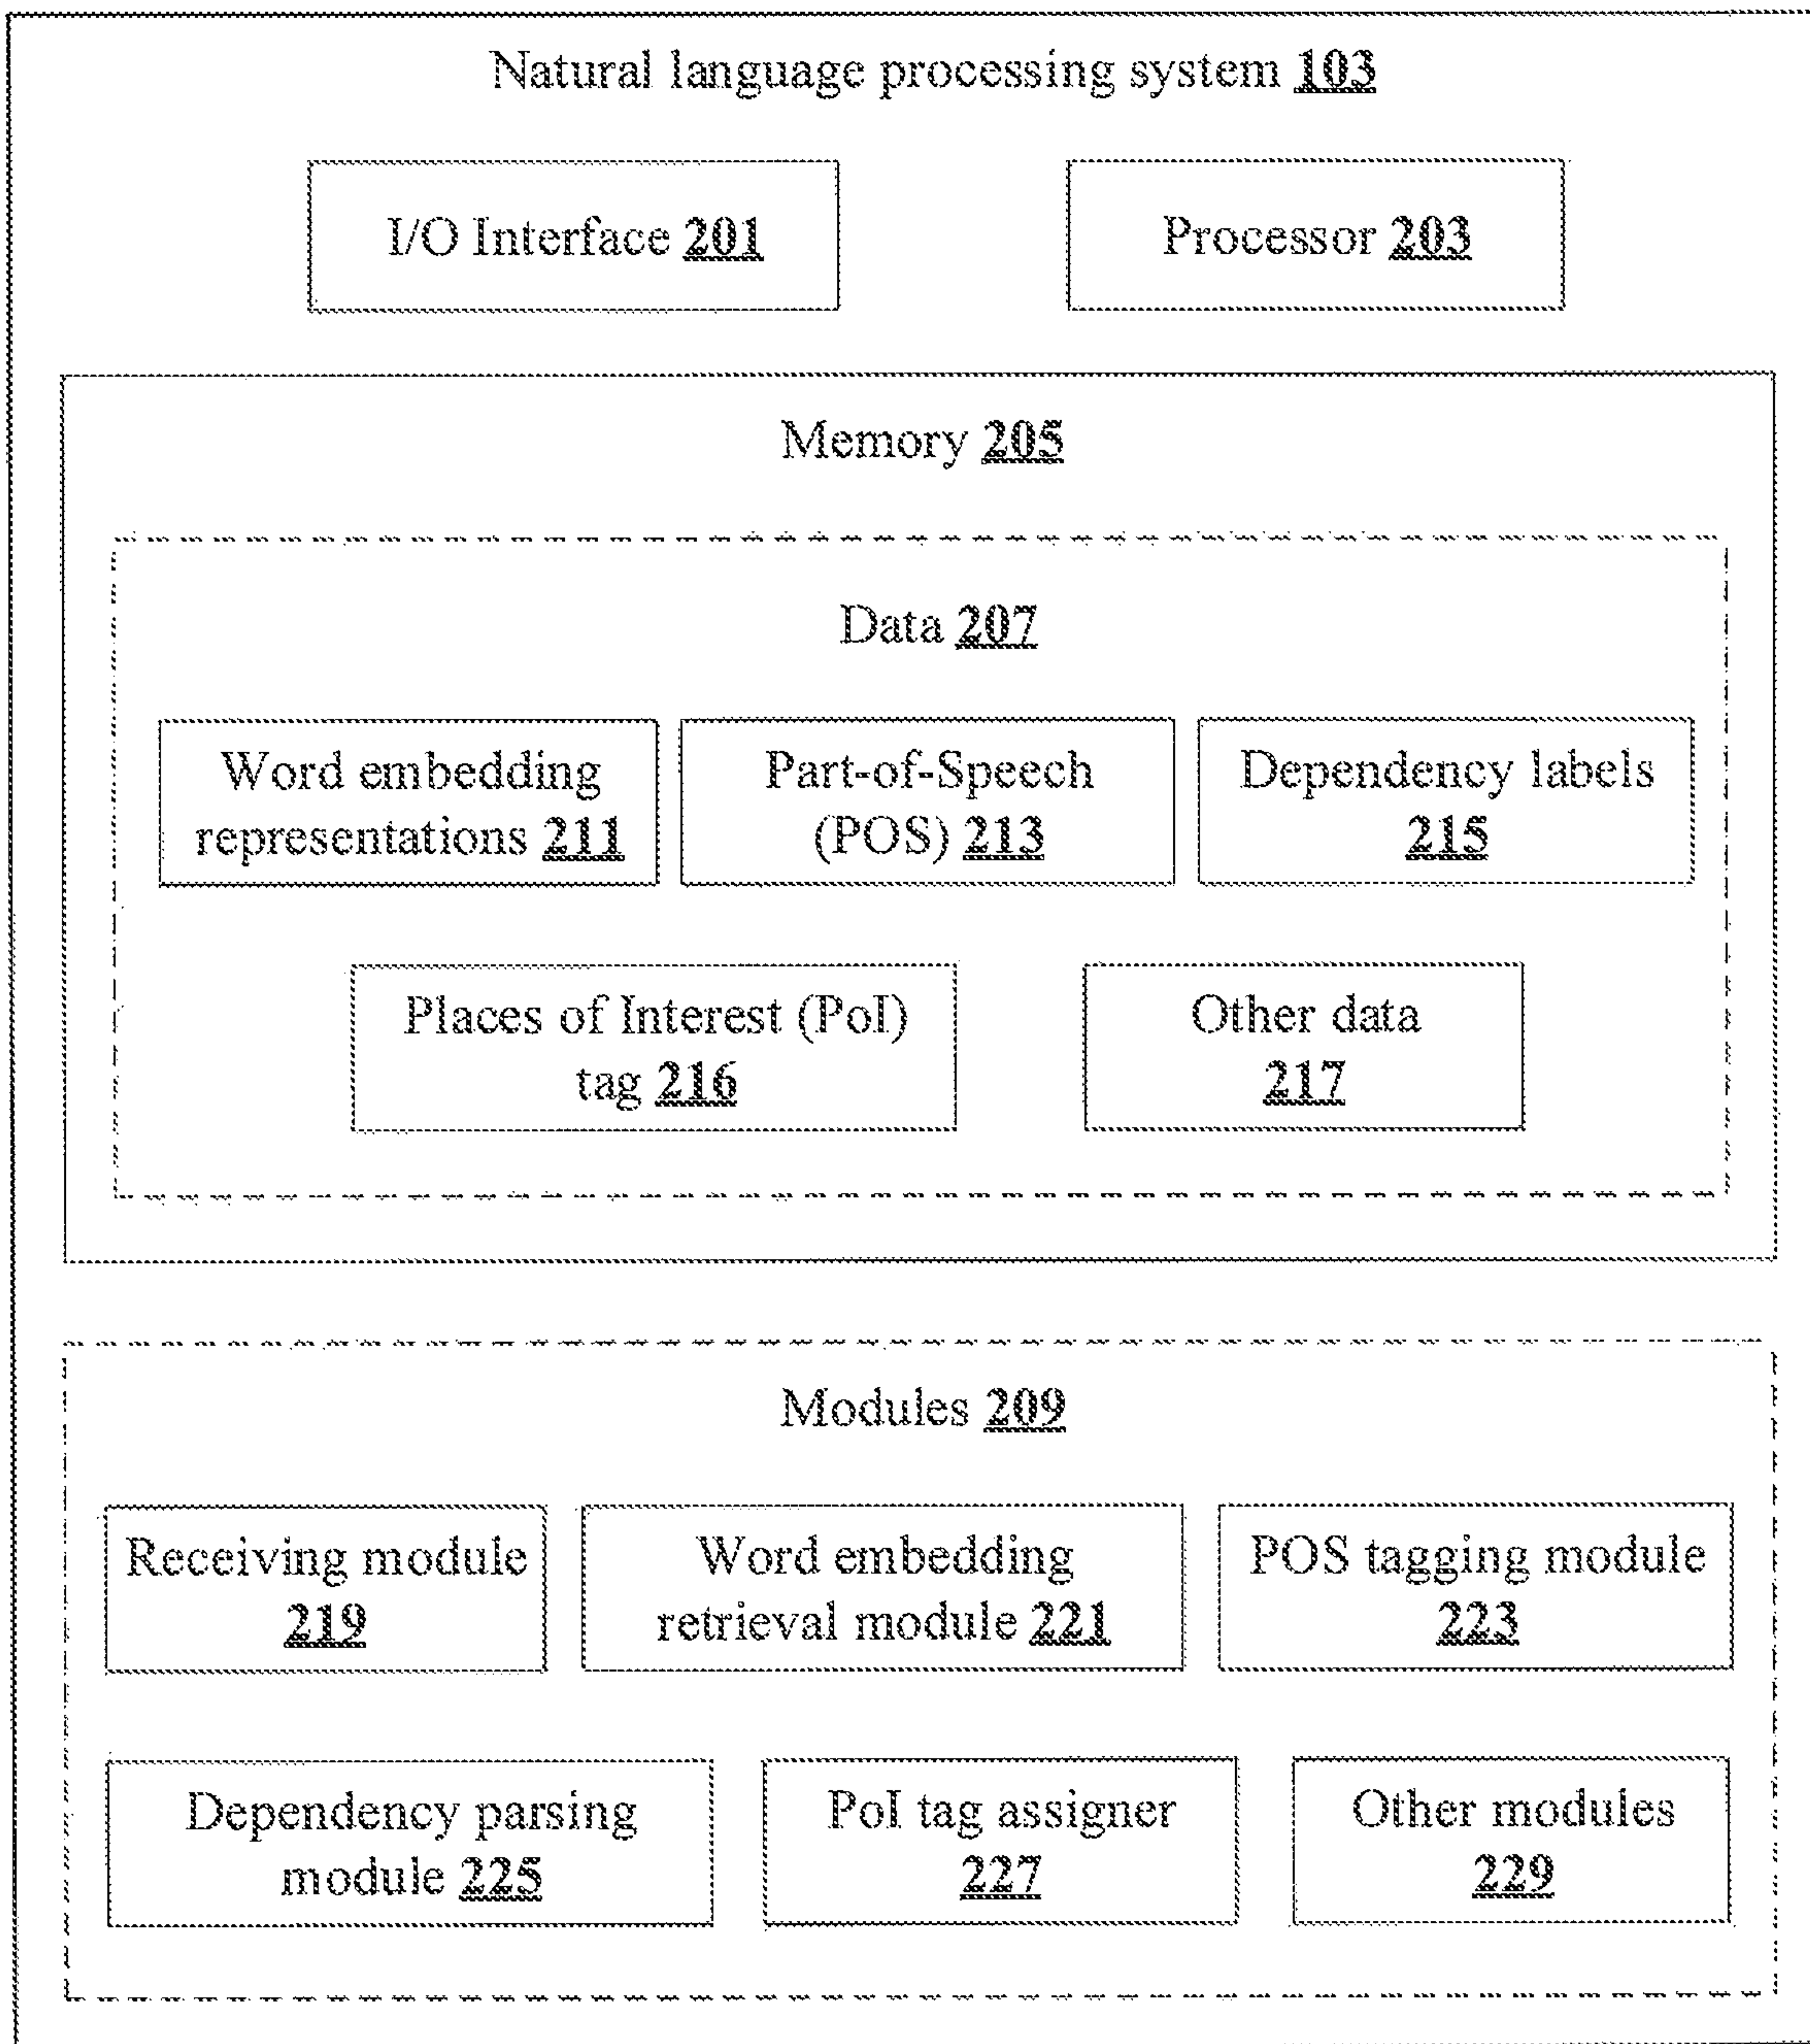 Natural language processing system 103
I/O Interface 201
Processor 203
Memory 205
Data 207
Word embedding
representations 211
Part-of-Speech
(POS) 213
Dependency labels
215
Places of Interest (PoI)
tag 216
Other data
217
Modules 209
Receiving module
219
Word embedding
retrieval module 221
POS tagging module
223
Dependency parsing
module 225
PoI tag assigner
227
Other modules
229